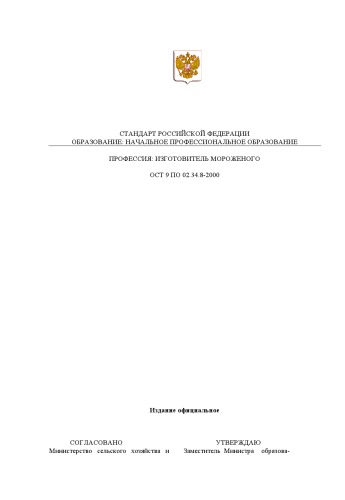 СТАНДАРТ РОССИЙСКОЙ ФЕДЕРАЦИИ
ОБРАЗОВАНИЕ: НАЧАЛЬНОЕ ПРОФЕССИОНАЛЬНОЕ ОБРАЗОВАНИЕ
ПРОФЕССИЯ: ИЗГОТОВИТЕЛЬ МОРОЖЕНОГО
ОСТ 9 ПО 02.34.8-2000
Издание официальное
СОГЛАСОВАНО УТВЕРЖДАЮ
Министерство сельского хозяйства и Заместитель Министра образова-